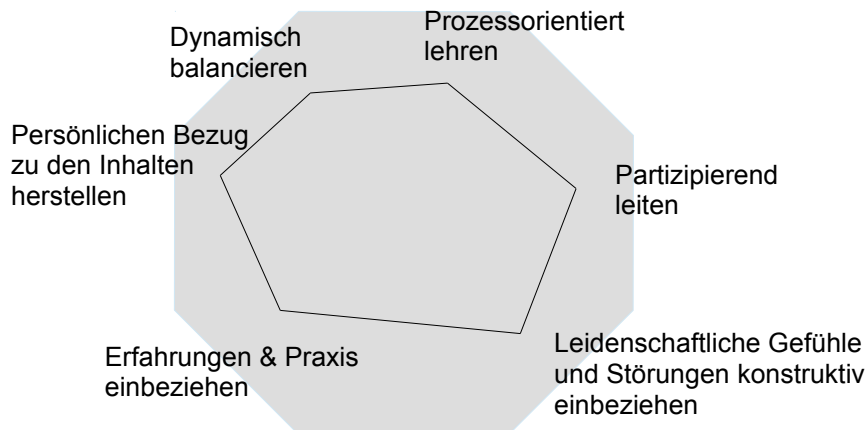 Dynamisch
balancieren
Prozessorientiert
lehren
Persönlichen Bezug
zu den Inhalten
herstellen
Partizipierend
leiten
Erfahrungen & Praxis
einbeziehen
Leidenschaftliche Gefühle
und Störungen konstruktiv
einbeziehen